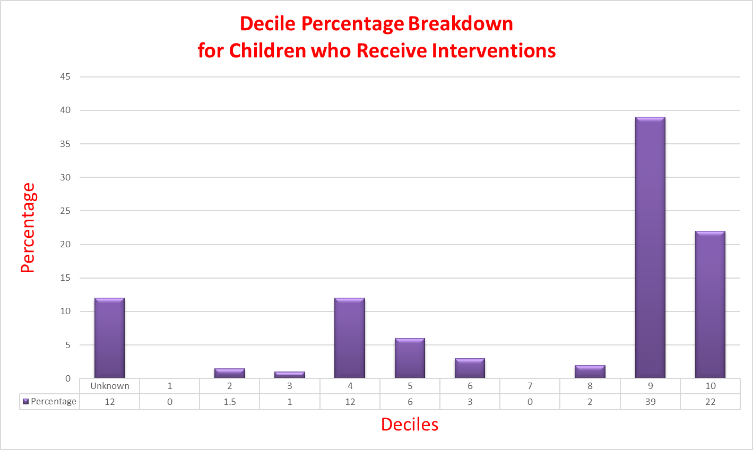 Decile Percentage Breakdown
for Children who Receive Interventions
45
40
35
30
25
20
15
10
5
0
Percentage
Unknown 1 2 3 4 5 6 7 8 9 10
Percentage 12 0 1.5 1 12 6 3 0 2 39 22
Deciles